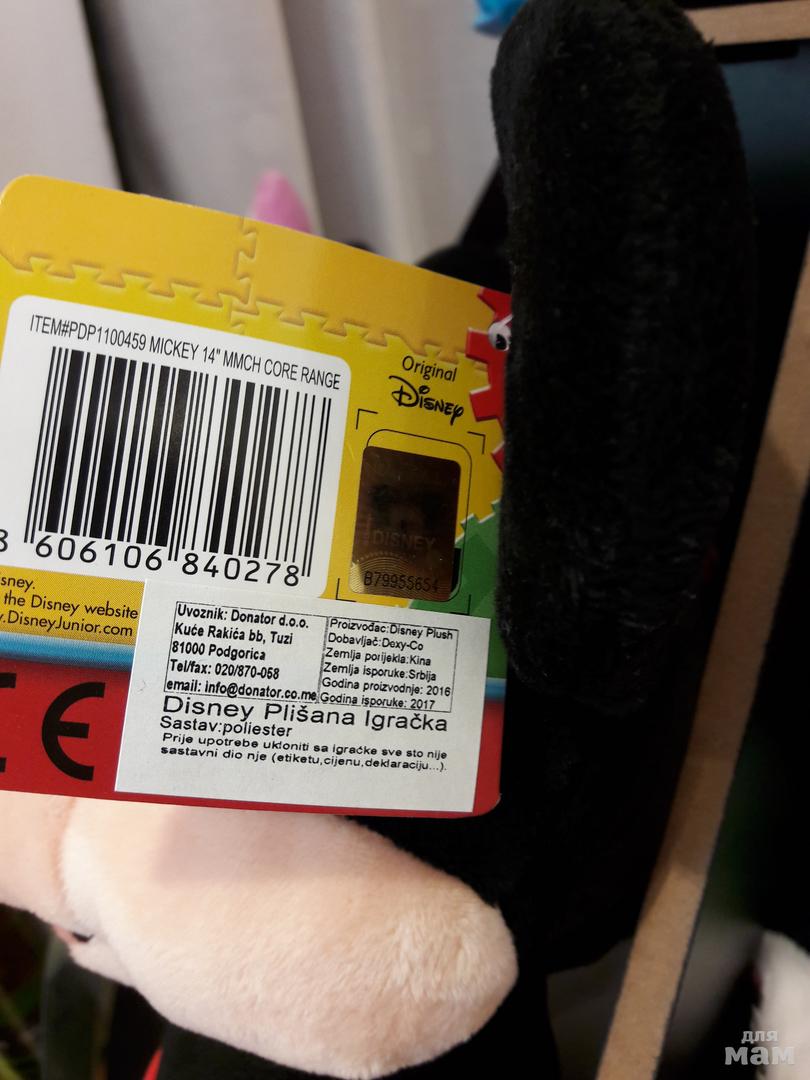 ITEM#PDP1100459 MICKEY 14" MMCH CORE RANGE
8 606106 840278
Original
Disney
DISNEY
B79955654
sney.
the Disney website
.DisneyJunior.com
CE
Uvoznik: Donator d.o.o.
Kuće Rakića bb, Tuzi
81000 Podgorica
Tel/fax: 020/870-058
email: info@donator.co.me
Proizvođac:Disney Plush
Dobavljač:Dexy-Co
Zemlja porijekla:Kina
Zemlja isporuke:Srbija
Godina proizvodnje: 2016
Godina isporuke: 2017
Disney Plišana Igračka
Sastav:poliester
Prije upotrebe ukloniti sa igračke sve sto nije
sastavni dio nje (etiketu,cijenu,deklaraciju...).
для
мам